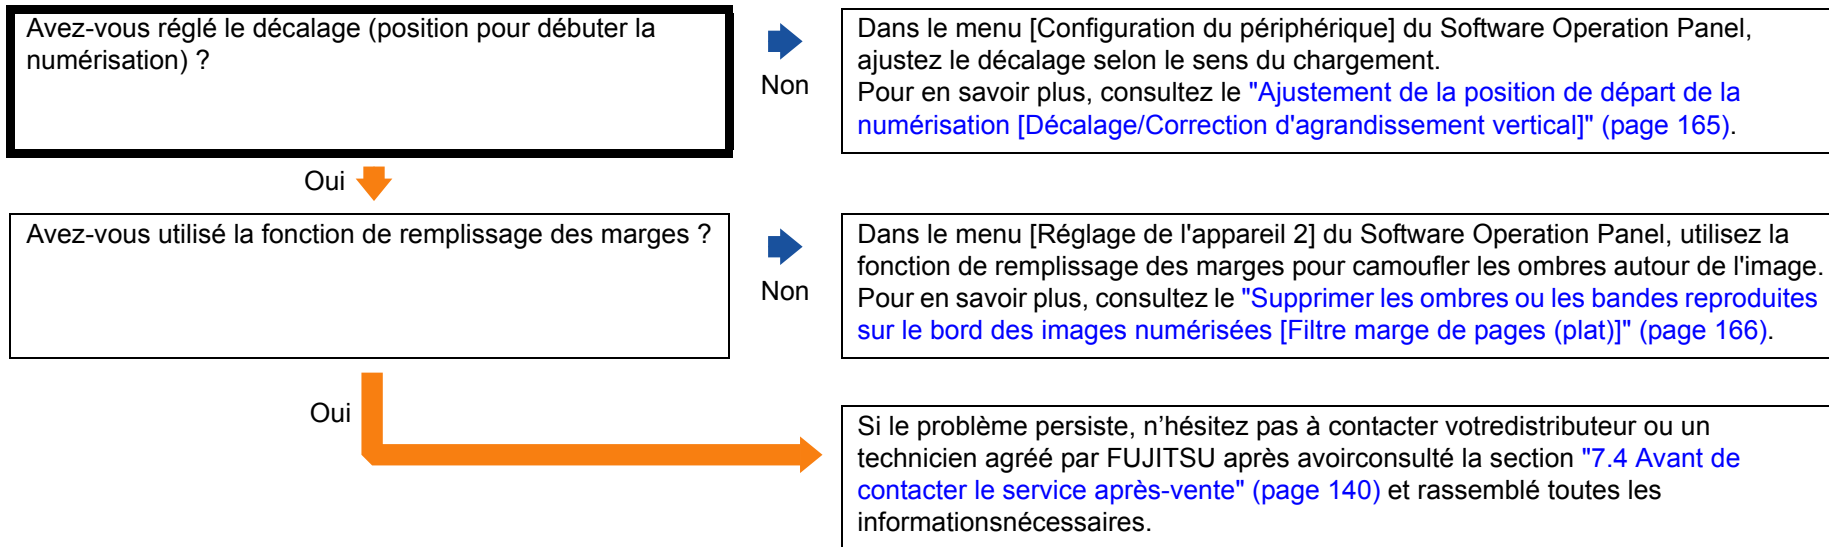 Avez-vous réglé le décalage (position pour débuter la
numérisation) ?
Non
Dans le menu [Configuration du périphérique] du Software Operation Panel,
ajustez le décalage selon le sens du chargement.
Pour en savoir plus, consultez le "Ajustement de la position de départ de la
numérisation [Décalage/Correction d'agrandissement vertical]" (page 165).
Oui
Avez-vous utilisé la fonction de remplissage des marges ?
Non
Dans le menu [Réglage de l'appareil 2] du Software Operation Panel, utilisez la
fonction de remplissage des marges pour camoufler les ombres autour de l'image.
Pour en savoir plus, consultez le "Supprimer les ombres ou les bandes reproduites
sur le bord des images numérisées [Filtre marge de pages (plat)]" (page 166).
Oui
Si le problème persiste, n’hésitez pas à contacter votredistributeur ou un
technicien agréé par FUJITSU après avoirconsulté la section "7.4 Avant de
contacter le service après-vente" (page 140) et rassemblé toutes les
informationsnécessaires.